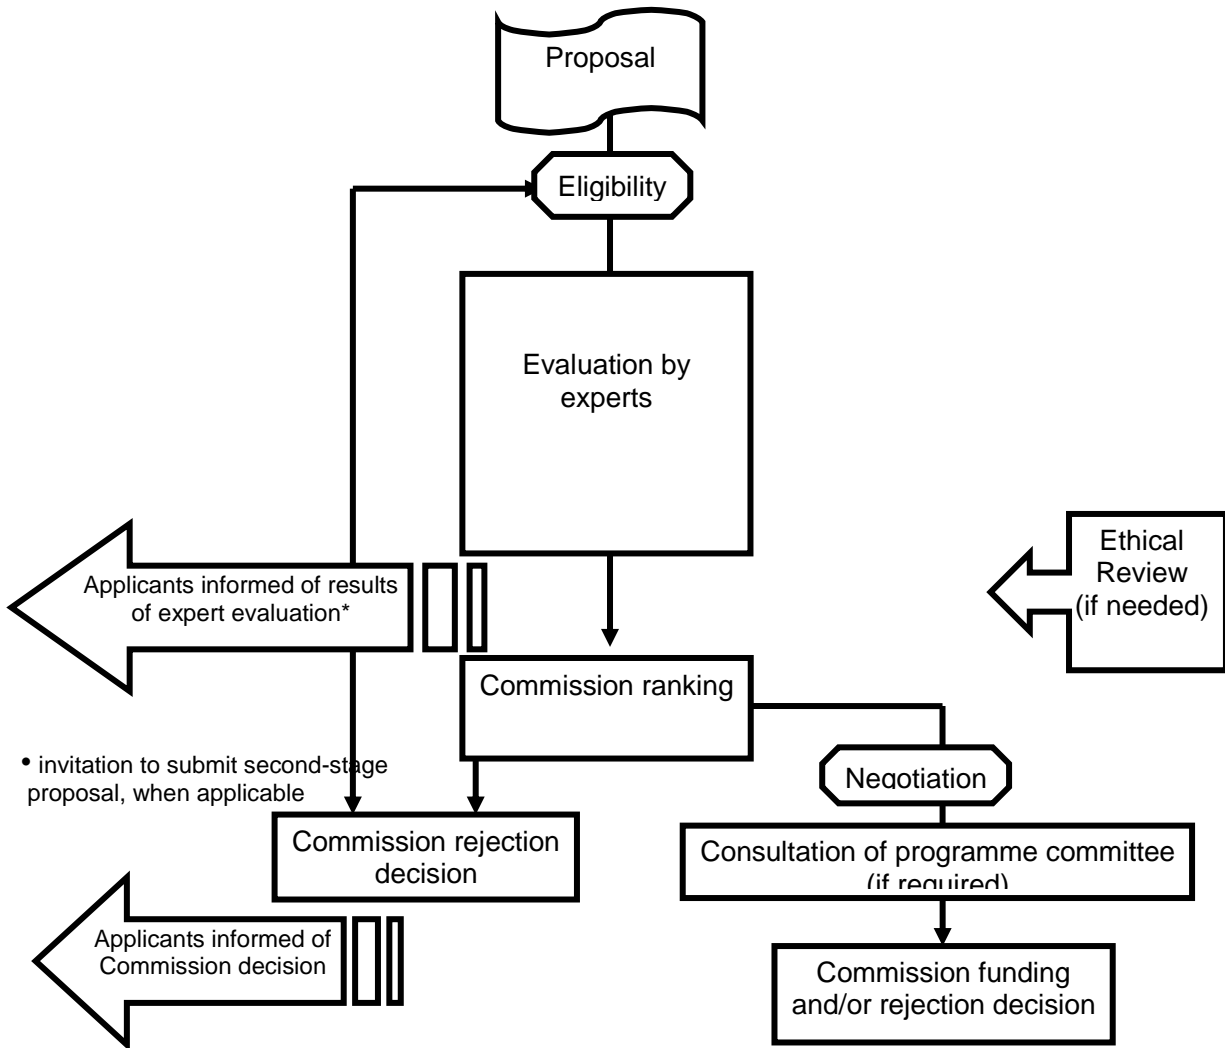 Proposal
Eligibility
Evaluation by
experts
Ethical
Review
(if needed)
Applicants informed of results
of expert evaluation*
Commission ranking
• invitation to submit second-stage
proposal, when applicable
Negotiation
Commission rejection
decision
Consultation of programme committee
(if required)
Applicants informed of
Commission decision
Commission funding
and/or rejection decision